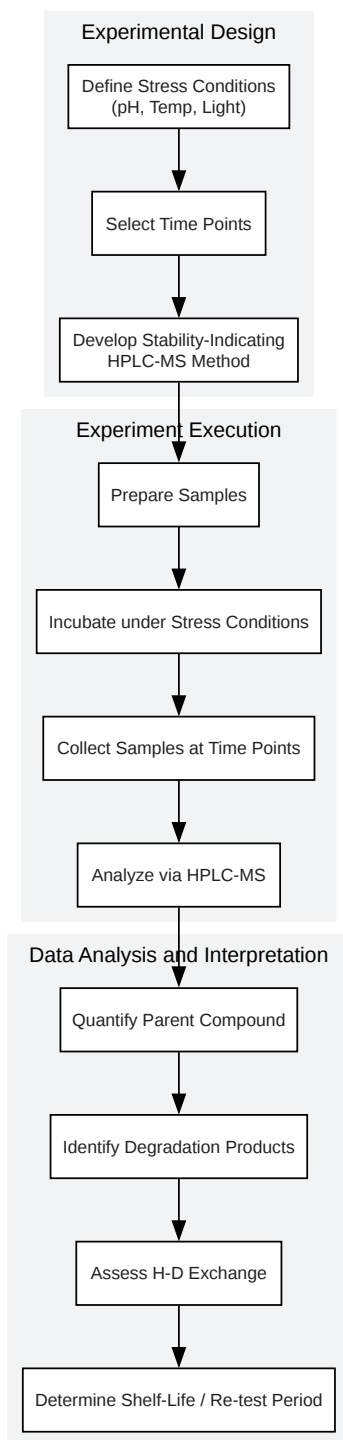 Experimental Design
Define Stress Conditions
(pH, Temp, Light)
Select Time Points
Develop Stability-Indicating
HPLC-MS Method
Experiment Execution
Prepare Samples
Incubate under Stress Conditions
Collect Samples at Time Points
Analyze via HPLC-MS
Data Analysis and Interpretation
Quantify Parent Compound
Identify Degradation Products
Assess H-D Exchange
Determine Shelf-Life / Re-test Period